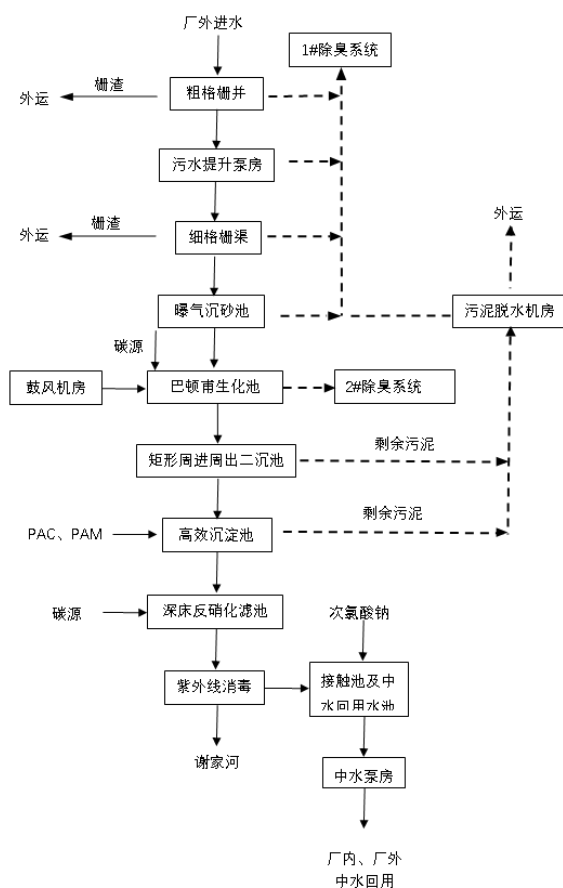 厂外进水
1#除臭系统
栅渣
外运
粗格栅井
污水提升泵房
外运
栅渣
外运
细格栅渠
曝气沉砂池
污泥脱水机房
碳源
鼓风机房
巴顿甫生化池
2#除臭系统
矩形周进周出二沉池
剩余污泥
剩余污泥
PAC、PAM
高效沉淀池
碳源
深床反硝化滤池
次氯酸钠
紫外线消毒
接触池及中
水回用水池
谢家河
中水泵房
厂内、厂外
中水回用